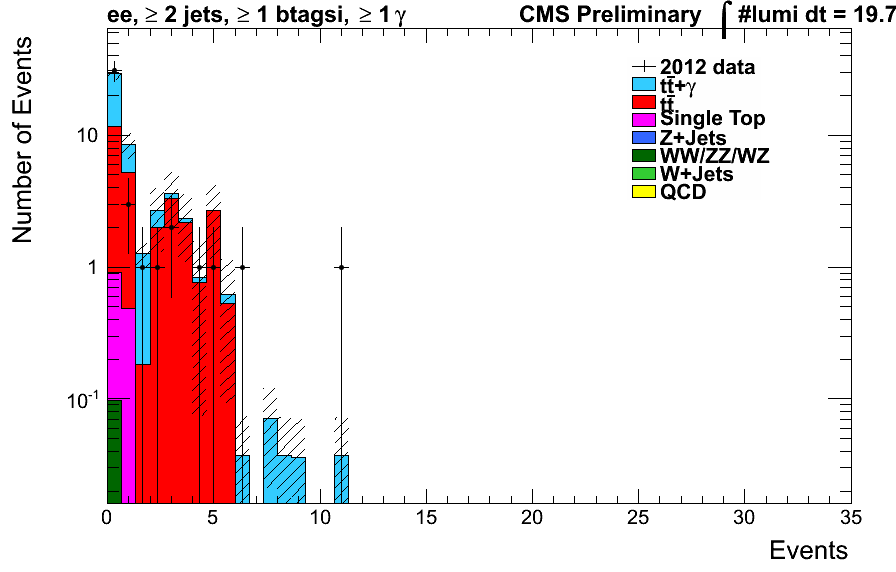 ee, ≥ 2 jets, ≥ 1 btagsi, ≥ 1 γ CMS Preliminary ∫ #lumi dt = 19.7
Number of Events
2012 data
tt̄+γ
tt̄
Single Top
Z+Jets
WW/ZZ/WZ
W+Jets
QCD
10
1
10⁻¹
0 5 10 15 20 25 30 35
Events